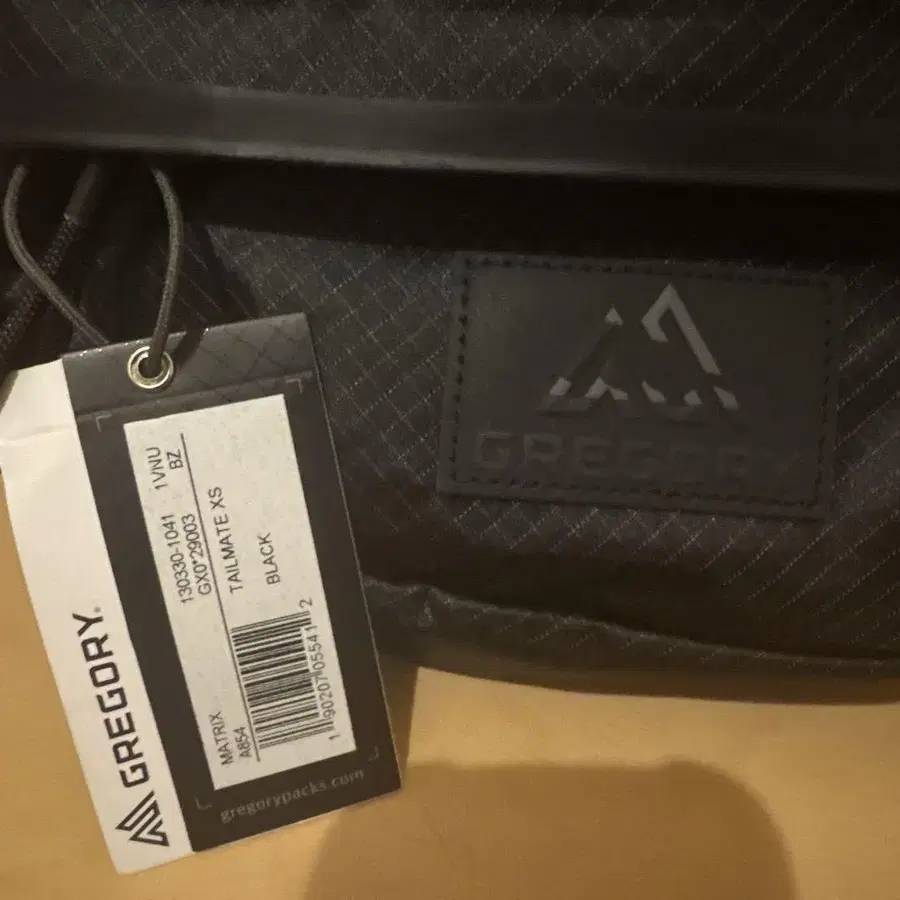 GREGORY
GREGORY.
130330-1041 1VNU
GX0*29003 BZ
TAILMATE XS
BLACK
MATRIX
A854
1 90207 05541 2
gregorypacks.com